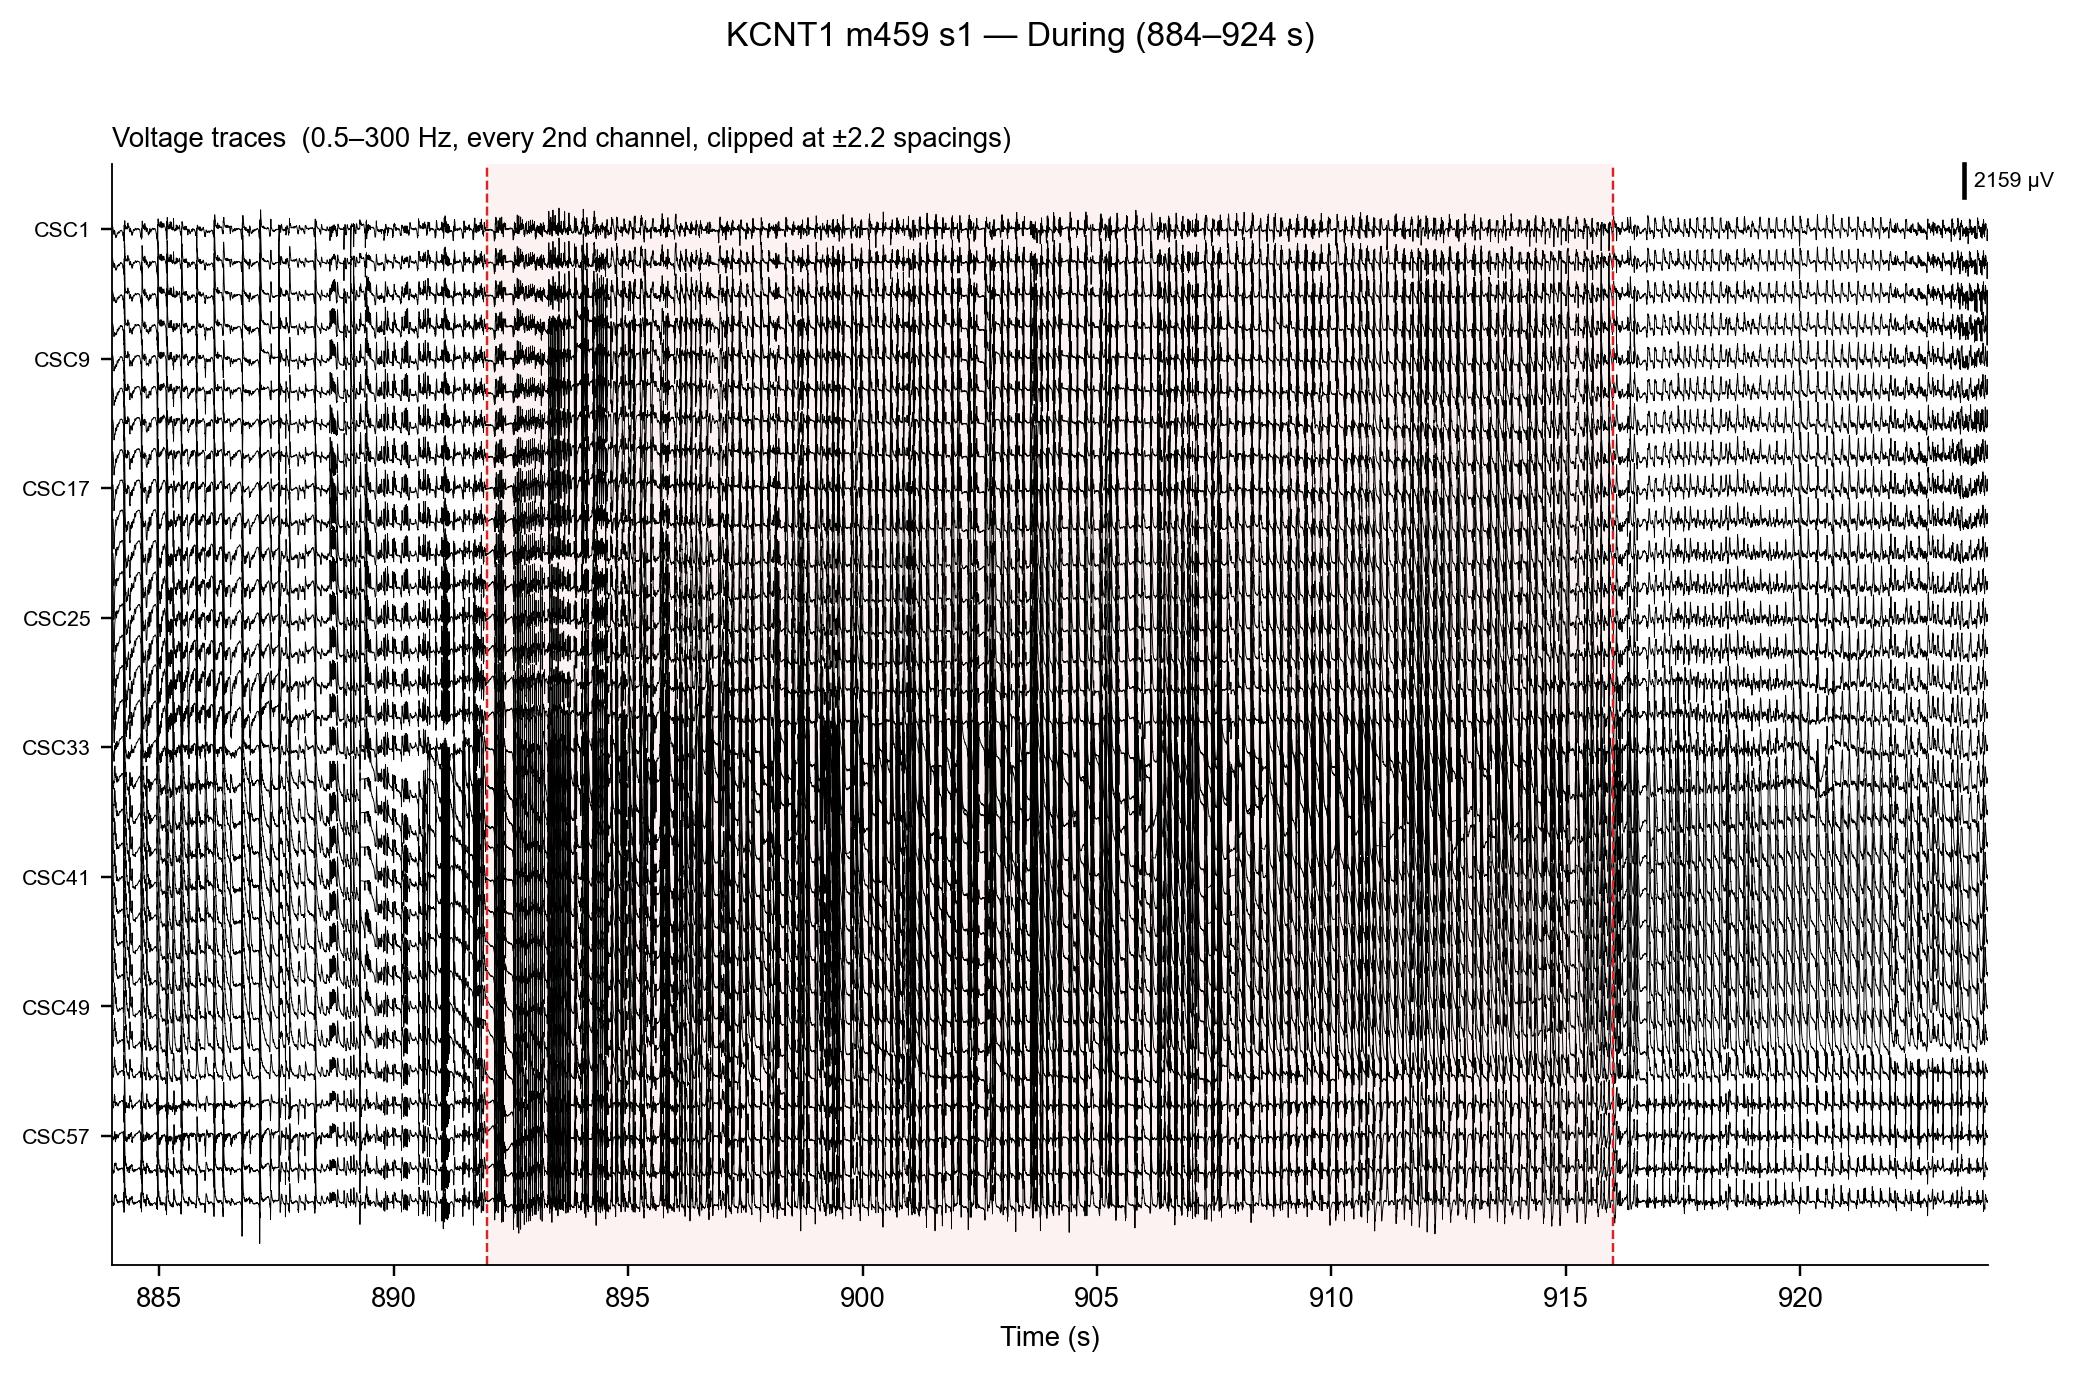 KCNT1 m459 s1 — During (884–924 s)
Voltage traces  (0.5–300 Hz, every 2nd channel, clipped at ±2.2 spacings)
2159 µV
CSC1
CSC9
CSC17
CSC25
CSC33
CSC41
CSC49
CSC57
885 890 895 900 905 910 915 920
Time (s)